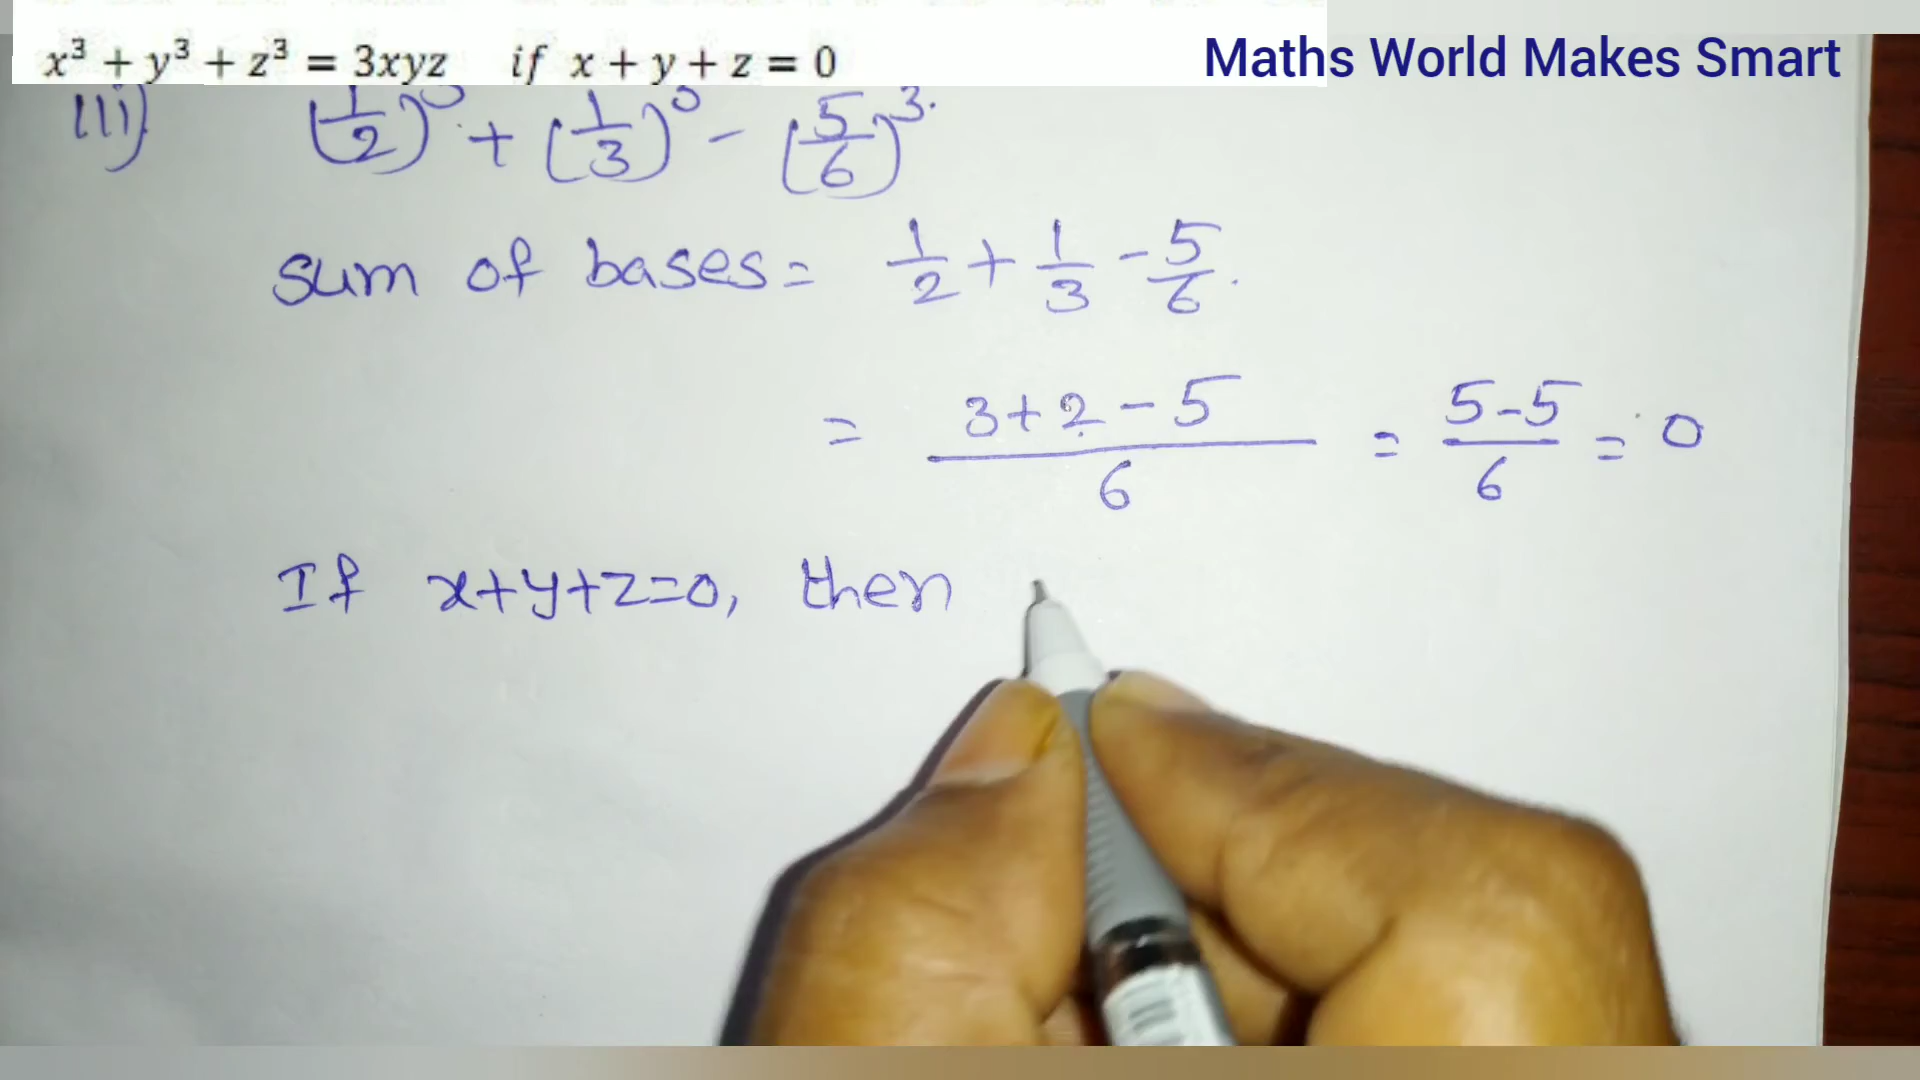 x³ + y³ + z³ = 3xyz if x + y + z = 0
Maths World Makes Smart
iii) (1/2)³ + (1/3)³ - (5/6)³.
sum of bases = 1/2 + 1/3 - 5/6.
= 3+2-5/6 = 5-5/6 = 0
If x+y+z=0, then